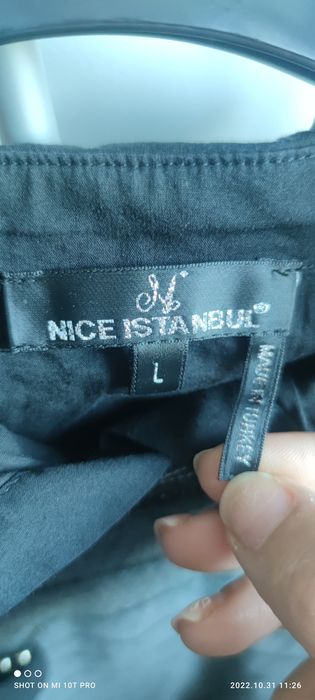 N
NICE ISTANBUL®
L
MADE IN TURKEY
SHOT ON MI 10T PRO
2022.10.31 11:26